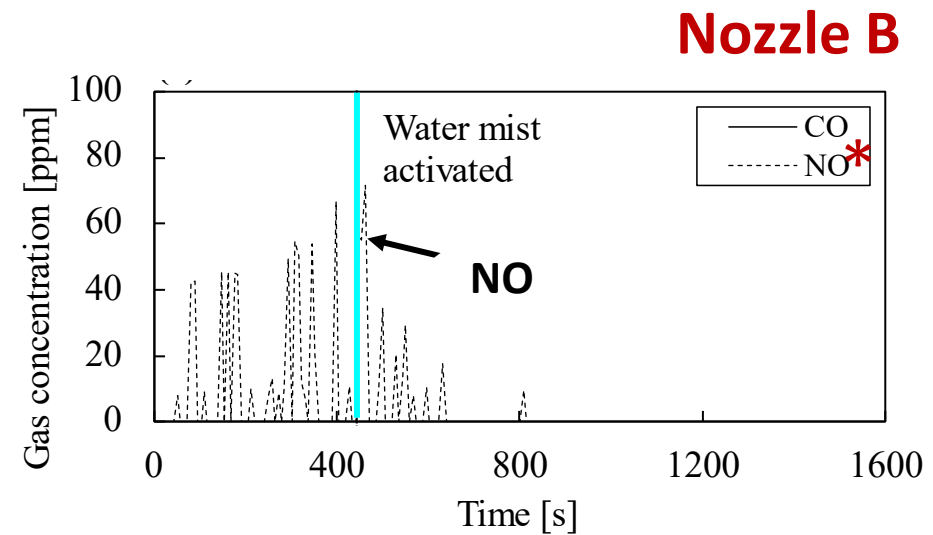 Nozzle B
100
80
60
40
20
0
Gas concentration [ppm]
Water mist
activated
CO
NO*
NO
0 400 800 1200 1600
Time [s]